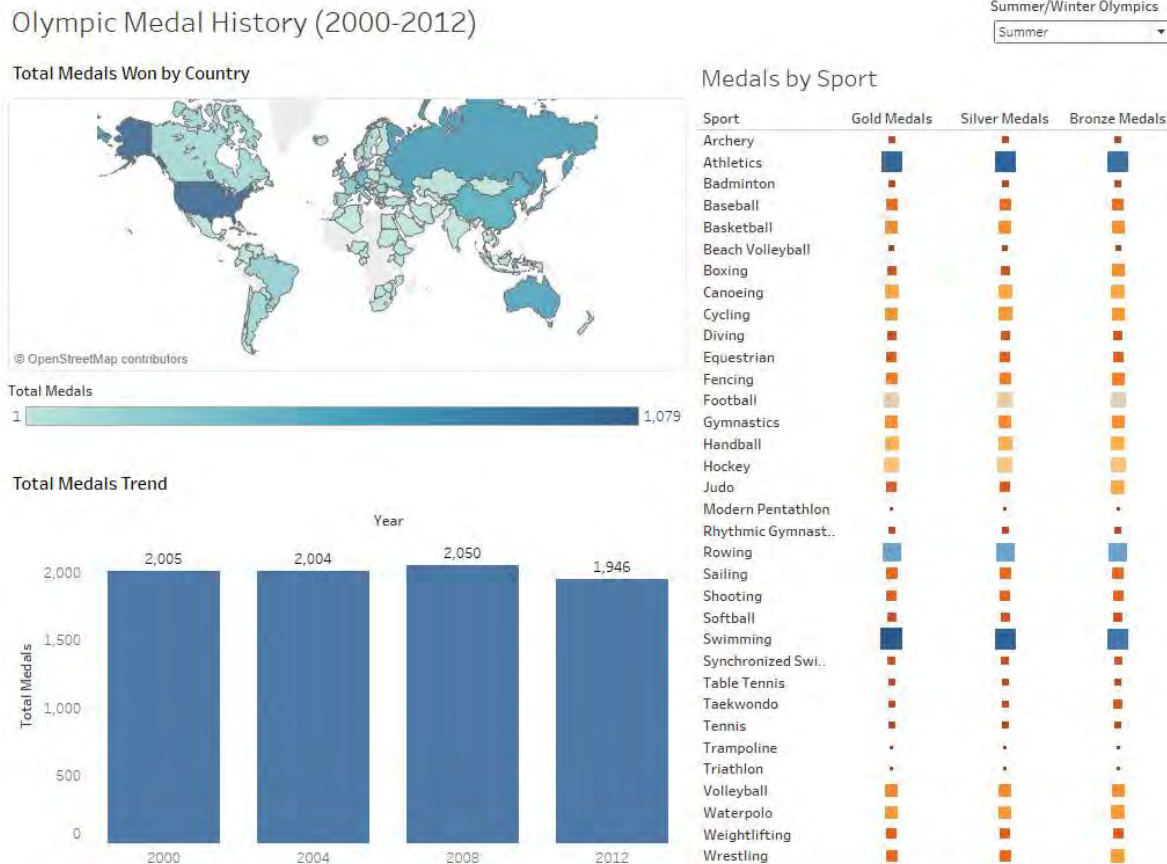 Olympic Medal History (2000-2012)
Summer/Winter Olympics
Summer
Total Medals Won by Country
© OpenStreetMap contributors
Total Medals
1 1,079
Total Medals Trend
Year
2,005 2,004 2,050 1,946
2,000
1,500
1,000
500
0
Total Medals
2000 2004 2008 2012
Medals by Sport
Sport Gold Medals Silver Medals Bronze Medals
Archery
Athletics
Badminton
Baseball
Basketball
Beach Volleyball
Boxing
Canoeing
Cycling
Diving
Equestrian
Fencing
Football
Gymnastics
Handball
Hockey
Judo
Modern Pentathlon
Rhythmic Gymnast..
Rowing
Sailing
Shooting
Softball
Swimming
Synchronized Swi..
Table Tennis
Taekwondo
Tennis
Trampoline
Triathlon
Volleyball
Waterpolo
Weightlifting
Wrestling